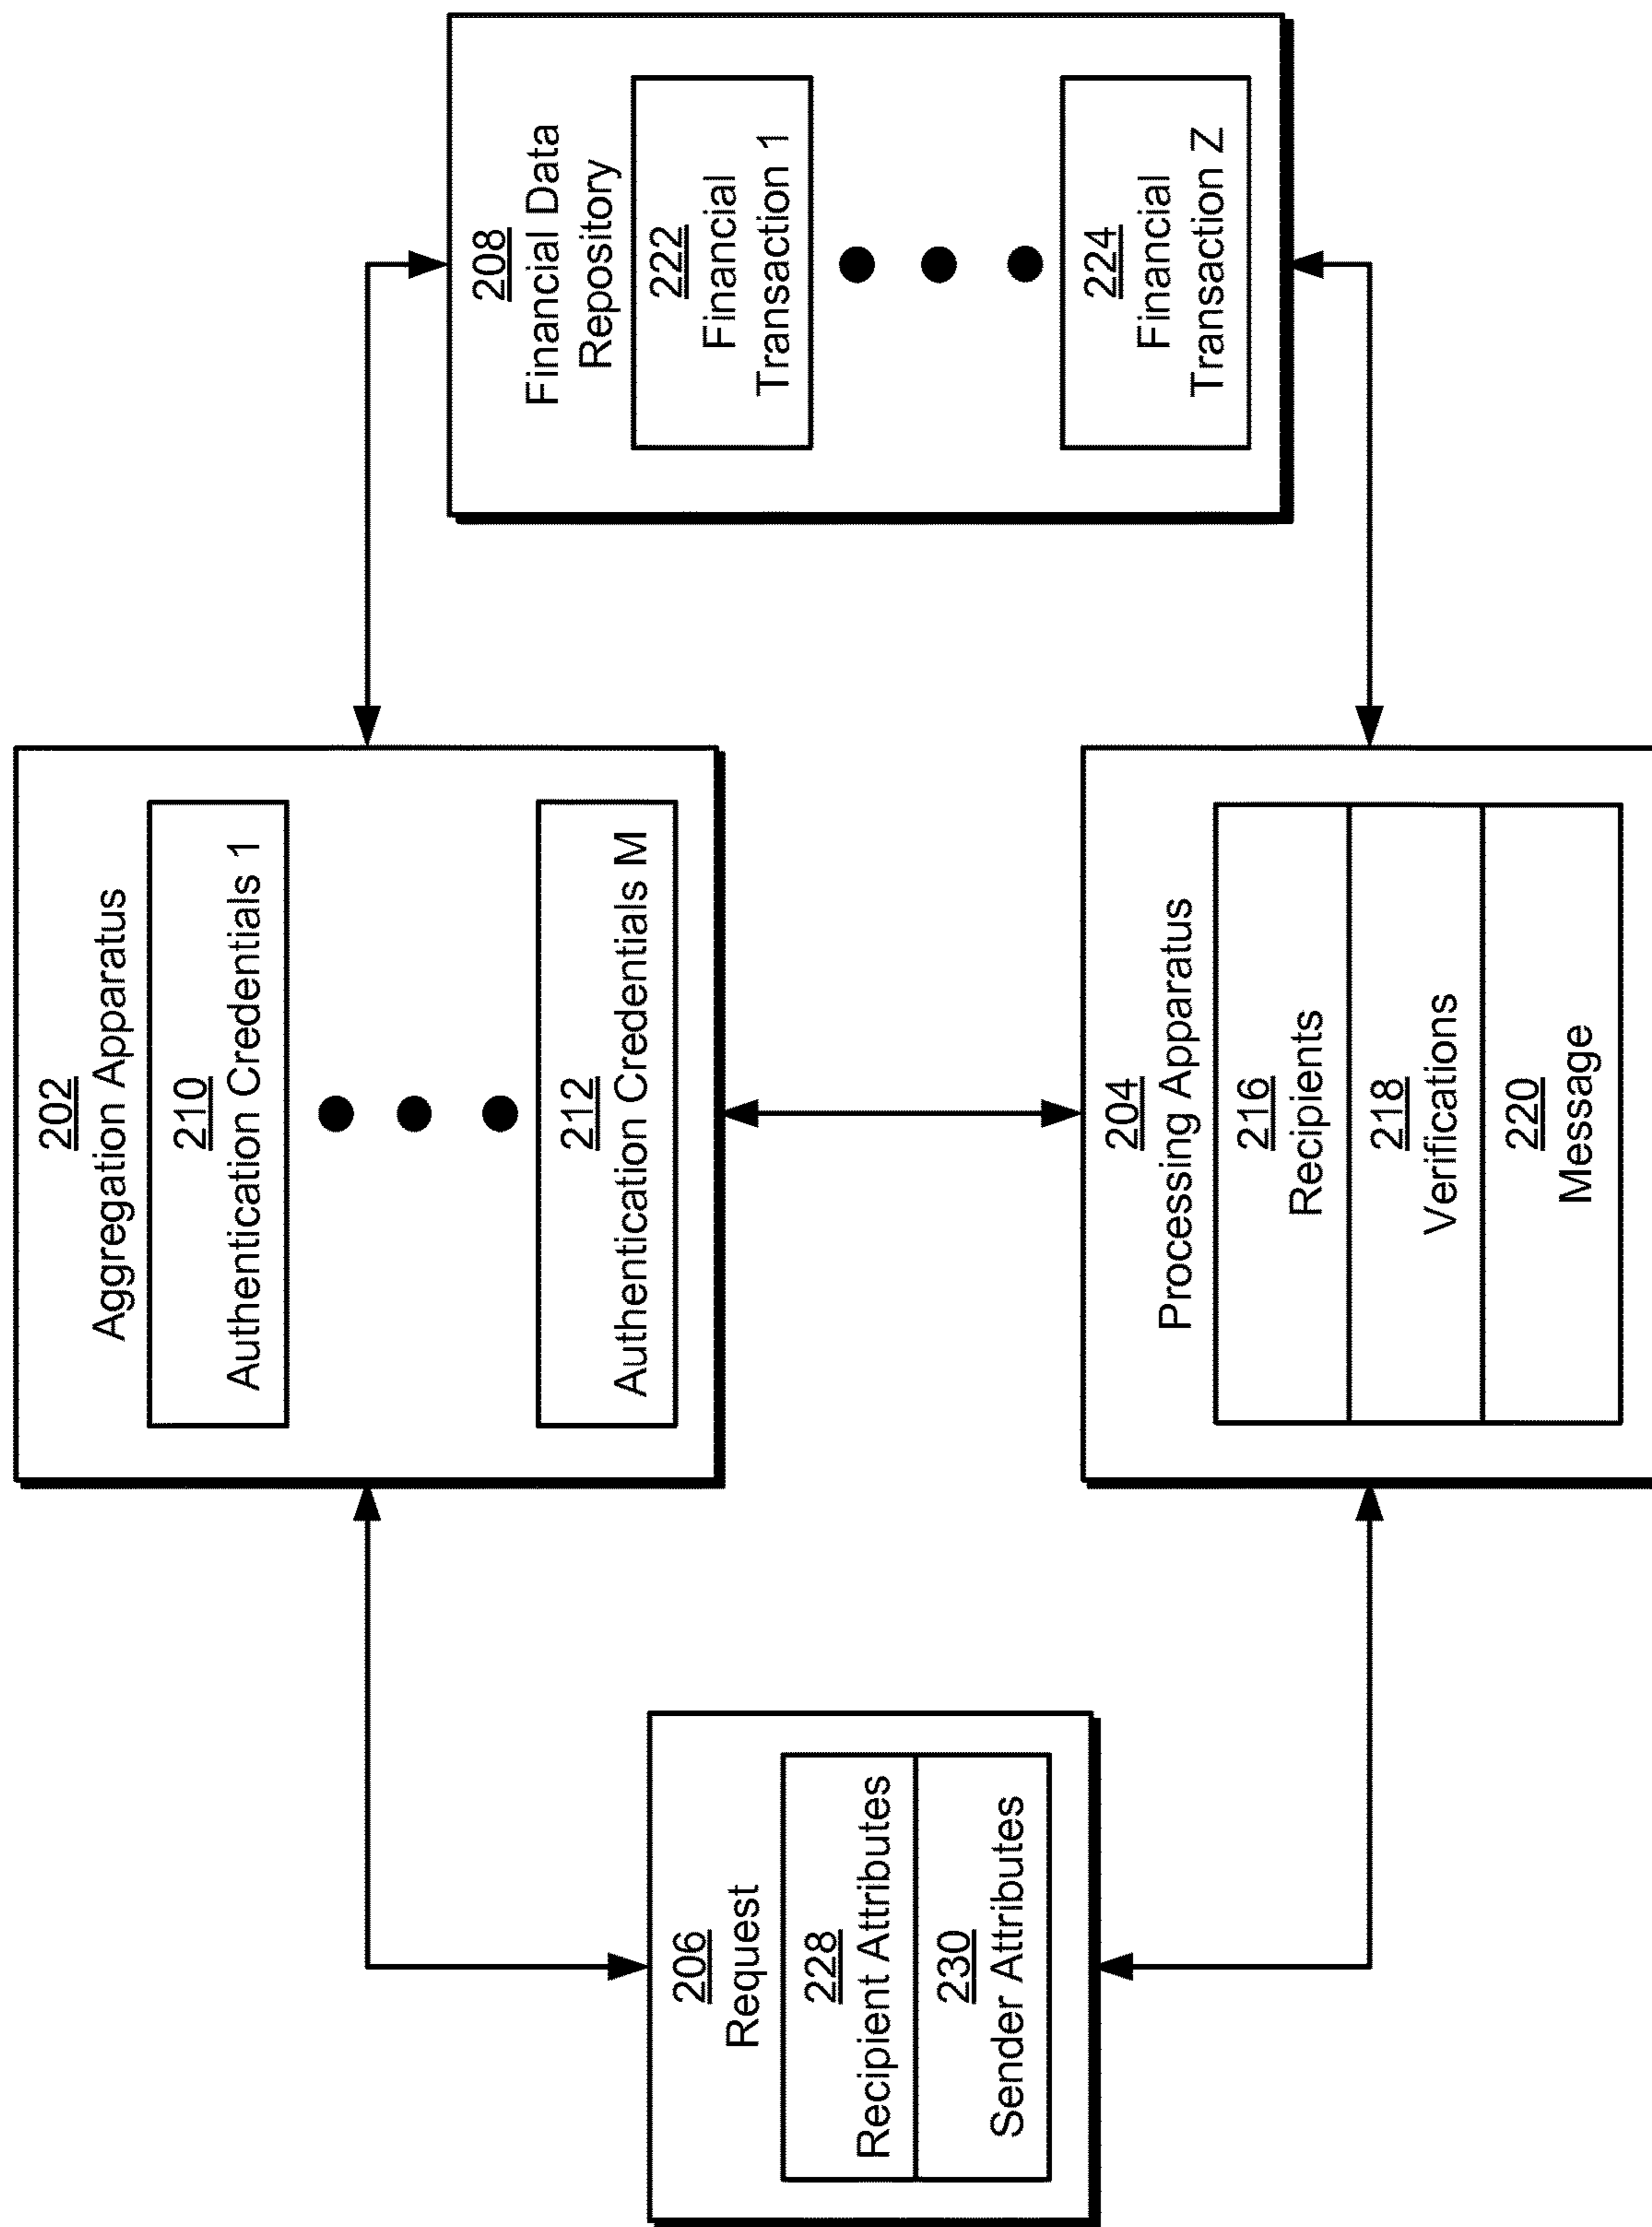 202
Aggregation Apparatus
210
Authentication Credentials 1
212
Authentication Credentials M
206
Request
228
Recipient Attributes
230
Sender Attributes
208
Financial Data
Repository
222
Financial
Transaction 1
224
Financial
Transaction Z
204
Processing Apparatus
216
Recipients
218
Verifications
220
Message